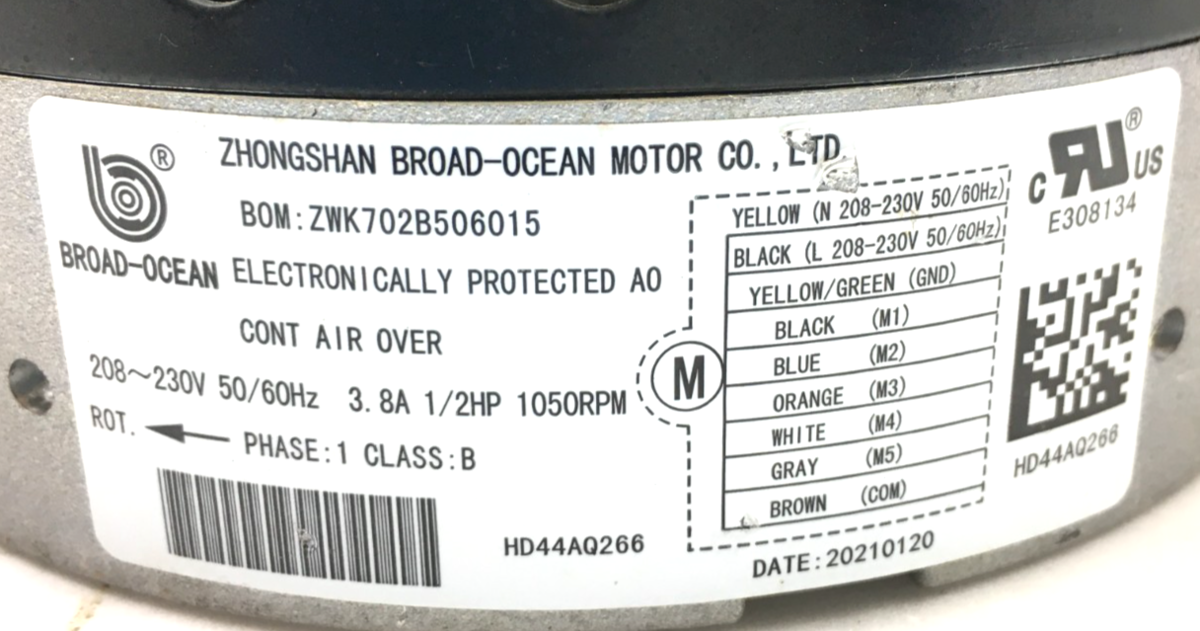 ZHONGSHAN BROAD-OCEAN MOTOR CO.,LTD
BOM:ZWK702B506015
b®
BROAD-OCEAN
ELECTRONICALLY PROTECTED AO
CONT AIR OVER
208~230V 50/60Hz 3.8A 1/2HP 1050RPM
ROT.
PHASE:1 CLASS:B
HD44AQ266
M
YELLOW (N 208-230V 50/60Hz)
BLACK (L 208-230V 50/60Hz)
YELLOW/GREEN (GND)
BLACK (M1)
BLUE (M2)
ORANGE (M3)
WHITE (M4)
GRAY (M5)
BROWN (COM)
DATE:20210120
C RU® US
E308134
HD44AQ266